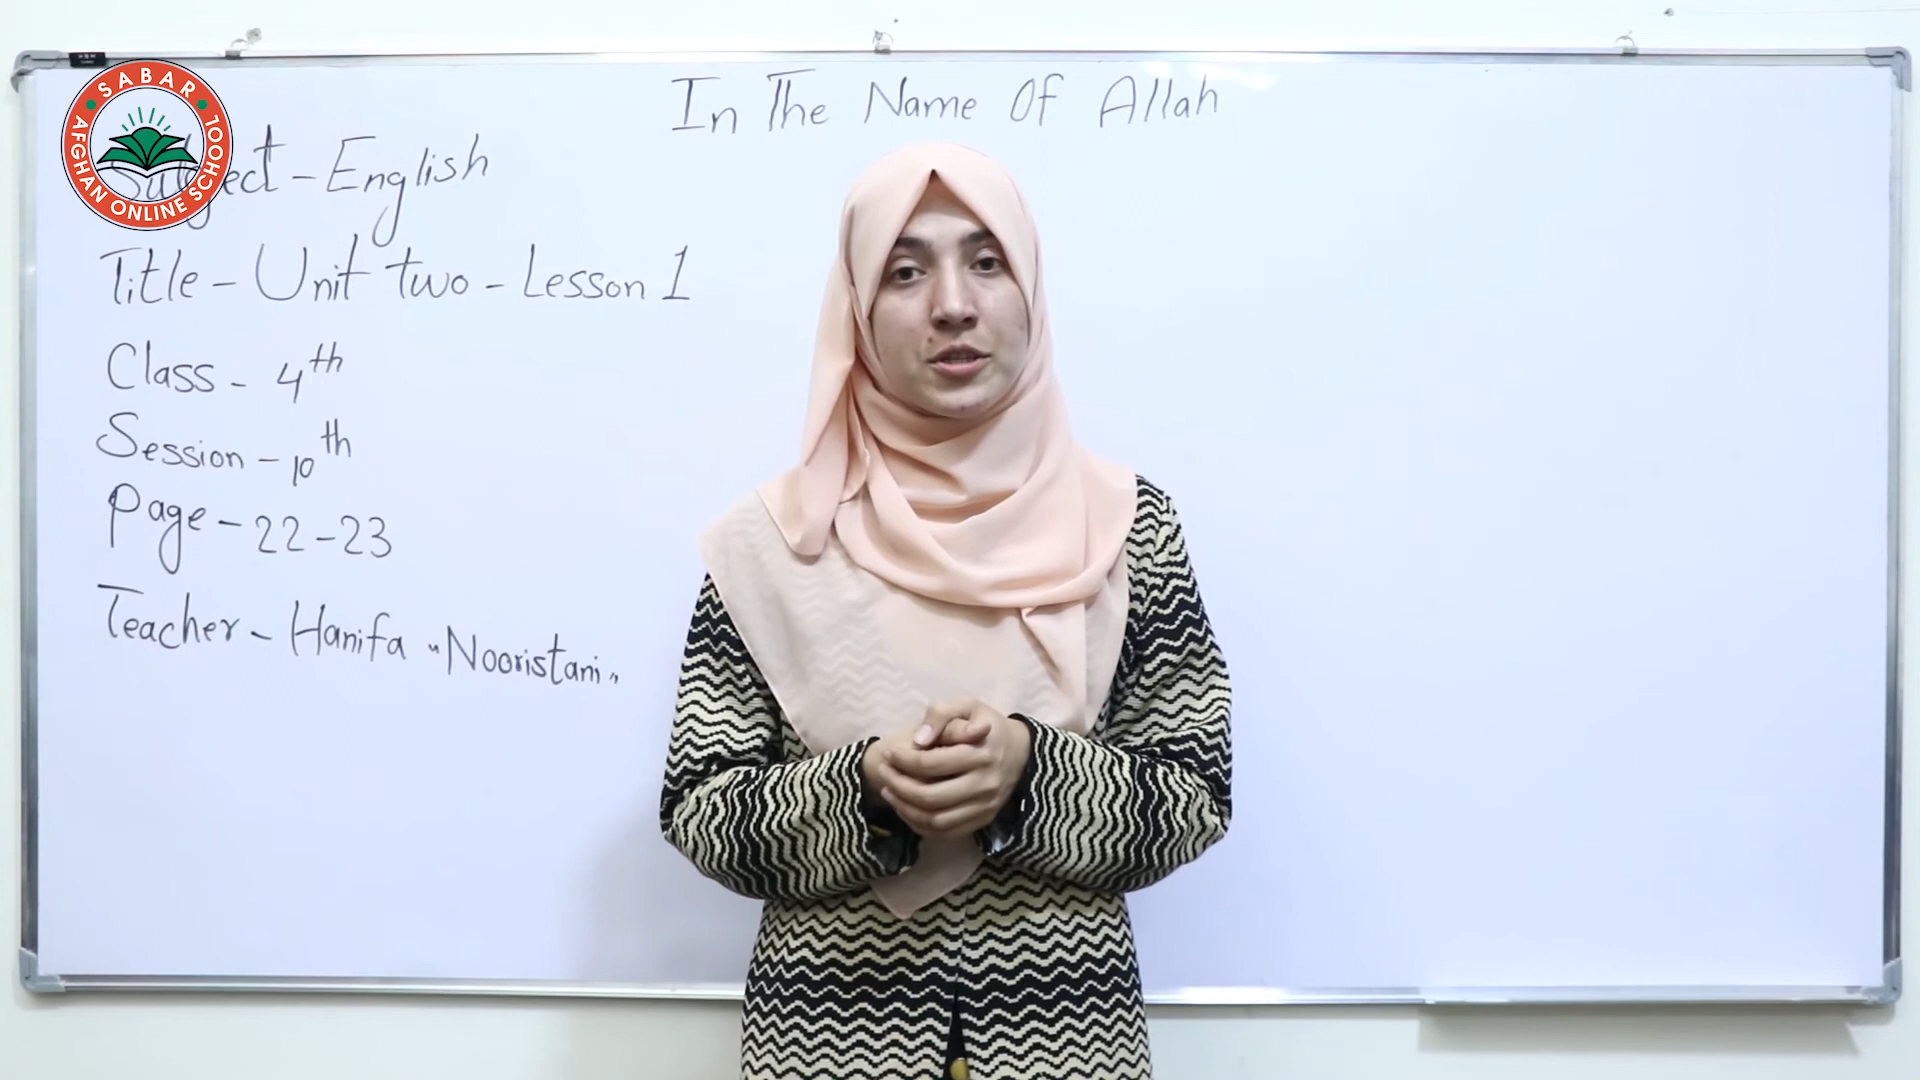 In The Name Of Allah
SABAR
AFGHAN ONLINE SCHOOL
Subject - English
Title - Unit two - Lesson 1
Class - 4th
Session - 10th
Page - 22 - 23
Teacher - Hanifa "Nooristani"